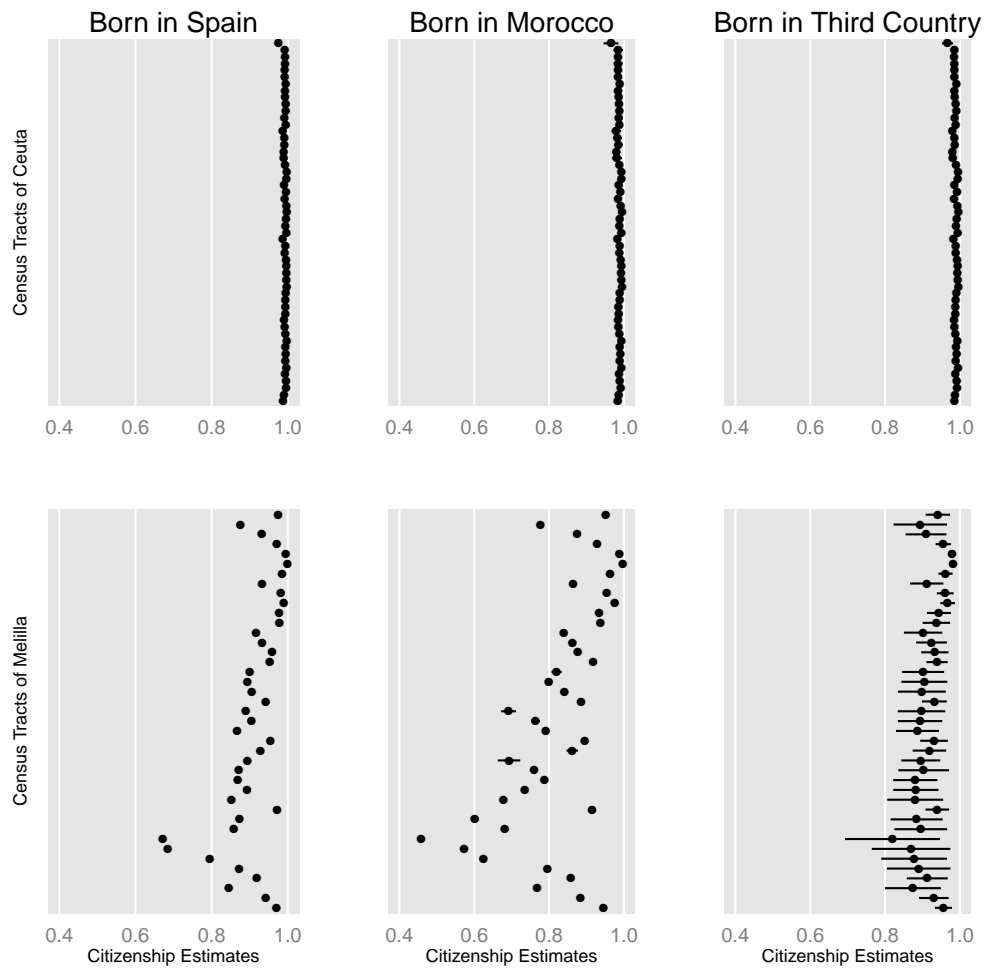 Born in Spain
Born in Morocco
Born in Third Country
Census Tracts of Ceuta
0.4 0.6 0.8 1.0
0.4 0.6 0.8 1.0
0.4 0.6 0.8 1.0
Census Tracts of Melilla
0.4 0.6 0.8 1.0
0.4 0.6 0.8 1.0
0.4 0.6 0.8 1.0
Citizenship Estimates
Citizenship Estimates
Citizenship Estimates